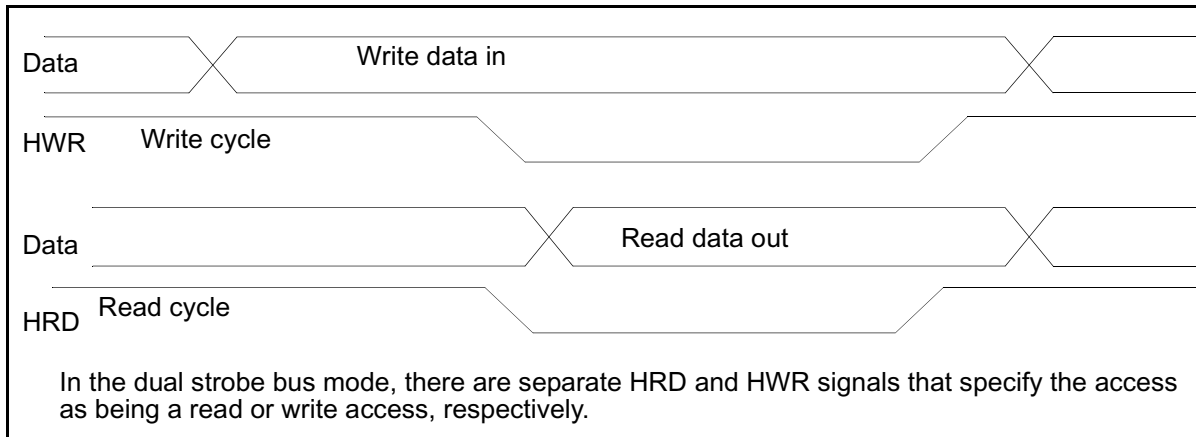 Data
Write data in
HWR
Write cycle
Data
Read data out
HRD
Read cycle
In the dual strobe bus mode, there are separate HRD and HWR signals that specify the access
as being a read or write access, respectively.